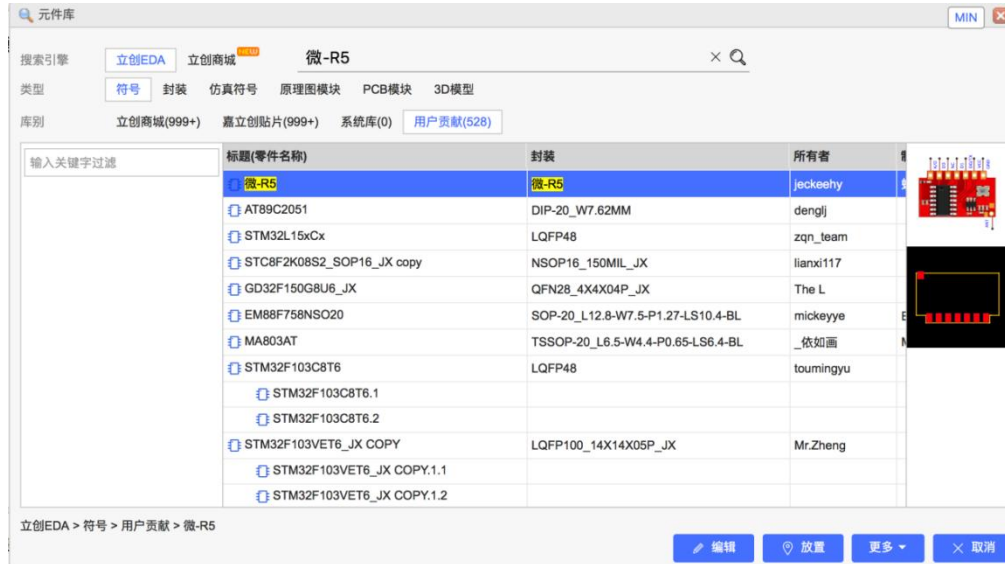 元件库 MIN
搜索引擎 立创EDA 立创商城 NEW 微-R5
类型 符号 封装 仿真符号 原理图模块 PCB模块 3D模型
库别 立创商城(999+) 嘉立创贴片(999+) 系统库(0) 用户贡献(528)
输入关键字过滤
标题(零件名称) 封装 所有者
微-R5 微-R5 jeckeehy
AT89C2051 DIP-20_W7.62MM denglj
STM32L15xCx LQFP48 zqn_team
STC8F2K08S2_SOP16_JX copy NSOP16_150MIL_JX lianxi117
GD32F150G8U6_JX QFN28_4X4X04P_JX The L
EM88F758NSO20 SOP-20_L12.8-W7.5-P1.27-LS10.4-BL mickeyye
MA803AT TSSOP-20_L6.5-W4.4-P0.65-LS6.4-BL _依如画
STM32F103C8T6 LQFP48 toumingyu
STM32F103C8T6.1
STM32F103C8T6.2
STM32F103VET6_JX COPY LQFP100_14X14X05P_JX Mr.Zheng
STM32F103VET6_JX COPY.1.1
STM32F103VET6_JX COPY.1.2
立创EDA > 符号 > 用户贡献 > 微-R5
编辑 放置 更多 取消